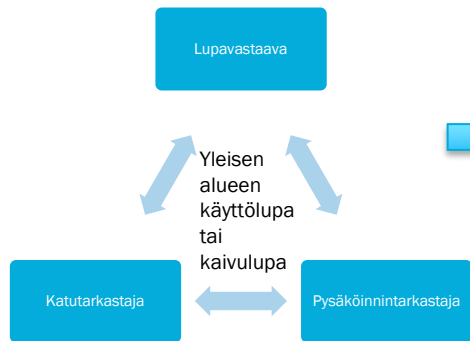 Lupavastaava
Yleisen
alueen
käyttölupa
tai
kaivulupa
Katutarkastaja
Pysäköinnintarkastaja